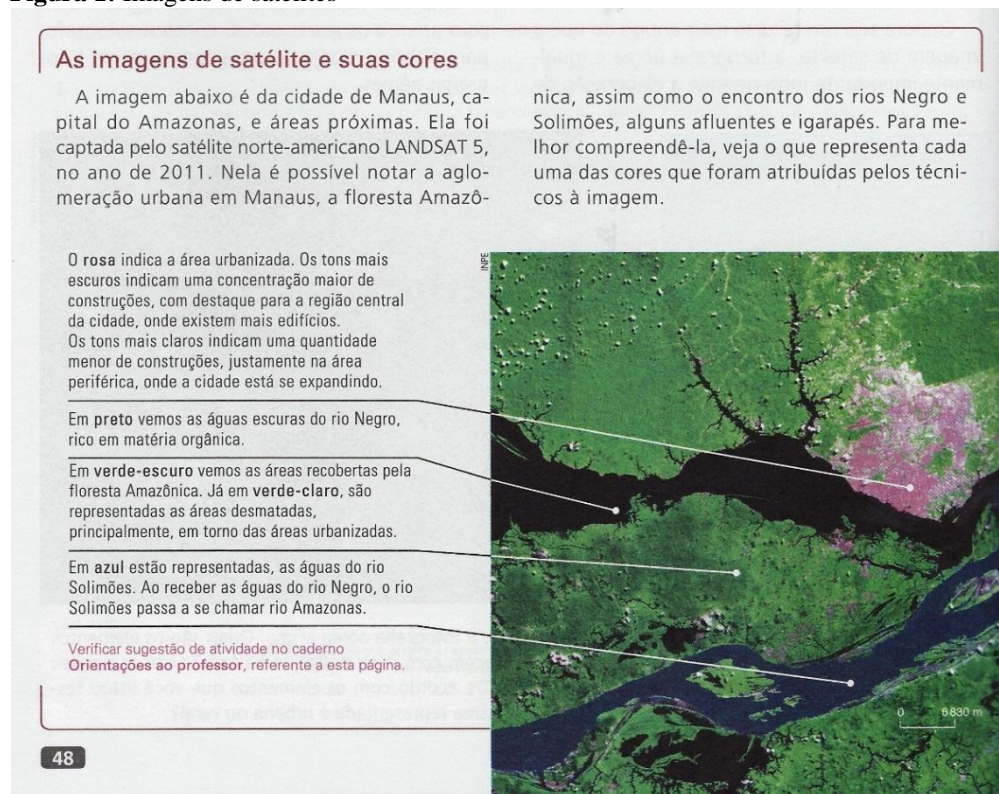 As imagens de satélite e suas cores
A imagem abaixo é da cidade de Manaus, ca-
pital do Amazonas, e áreas próximas. Ela foi
captada pelo satélite norte-americano LANDSAT 5,
no ano de 2011. Nela é possível notar a aglo-
meração urbana em Manaus, a floresta Amazô-
nica, assim como o encontro dos rios Negro e
Solimões, alguns afluentes e igarapés. Para me-
lhor compreendê-la, veja o que representa cada
uma das cores que foram atribuídas pelos técni-
cos à imagem.
O rosa indica a área urbanizada. Os tons mais
escuros indicam uma concentração maior de
construções, com destaque para a região central
da cidade, onde existem mais edifícios.
Os tons mais claros indicam uma quantidade
menor de construções, justamente na área
periférica, onde a cidade está se expandindo.
Em preto vemos as águas escuras do rio Negro,
rico em matéria orgânica.
Em verde-escuro vemos as áreas recobertas pela
floresta Amazônica. Já em verde-claro, são
representadas as áreas desmatadas,
principalmente, em torno das áreas urbanizadas.
Em azul estão representadas, as águas do rio
Solimões. Ao receber as águas do rio Negro, o rio
Solimões passa a se chamar rio Amazonas.
Verificar sugestão de atividade no caderno
Orientações ao professor, referente a esta página.
INPE
0 6830 m
48